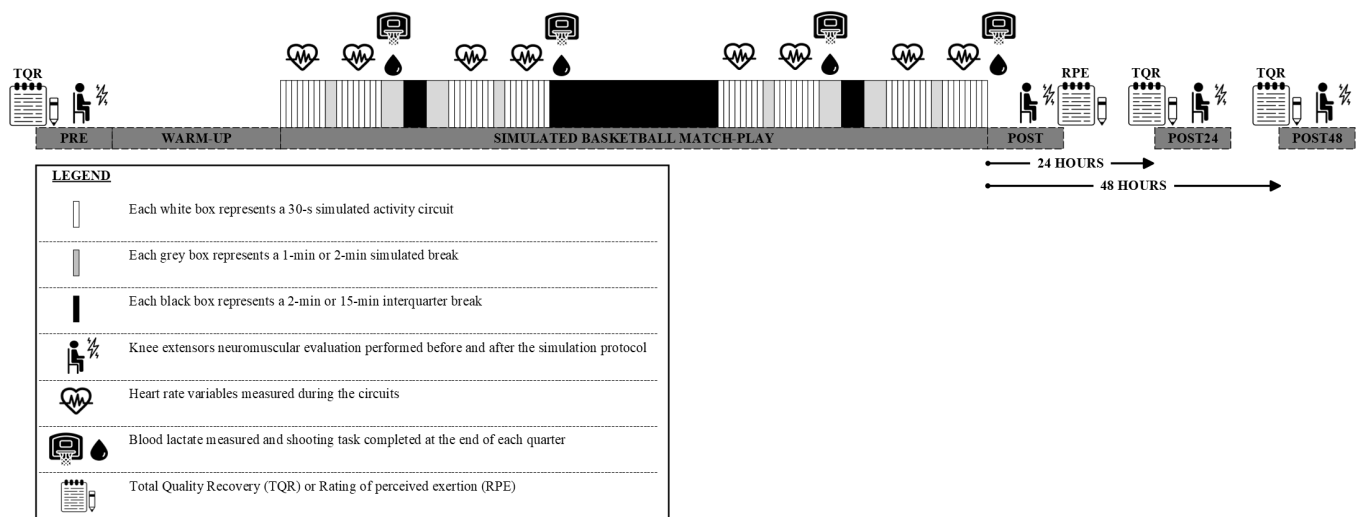 TQR
RPE
TQR
TQR
PRE
WARM-UP
SIMULATED BASKETBALL MATCH-PLAY
POST
POST24
POST48
24 HOURS
48 HOURS
LEGEND
Each white box represents a 30-s simulated activity circuit
Each grey box represents a 1-min or 2-min simulated break
Each black box represents a 2-min or 15-min interquarter break
Knee extensors neuromuscular evaluation performed before and after the simulation protocol
Heart rate variables measured during the circuits
Blood lactate measured and shooting task completed at the end of each quarter
Total Quality Recovery (TQR) or Rating of perceived exertion (RPE)